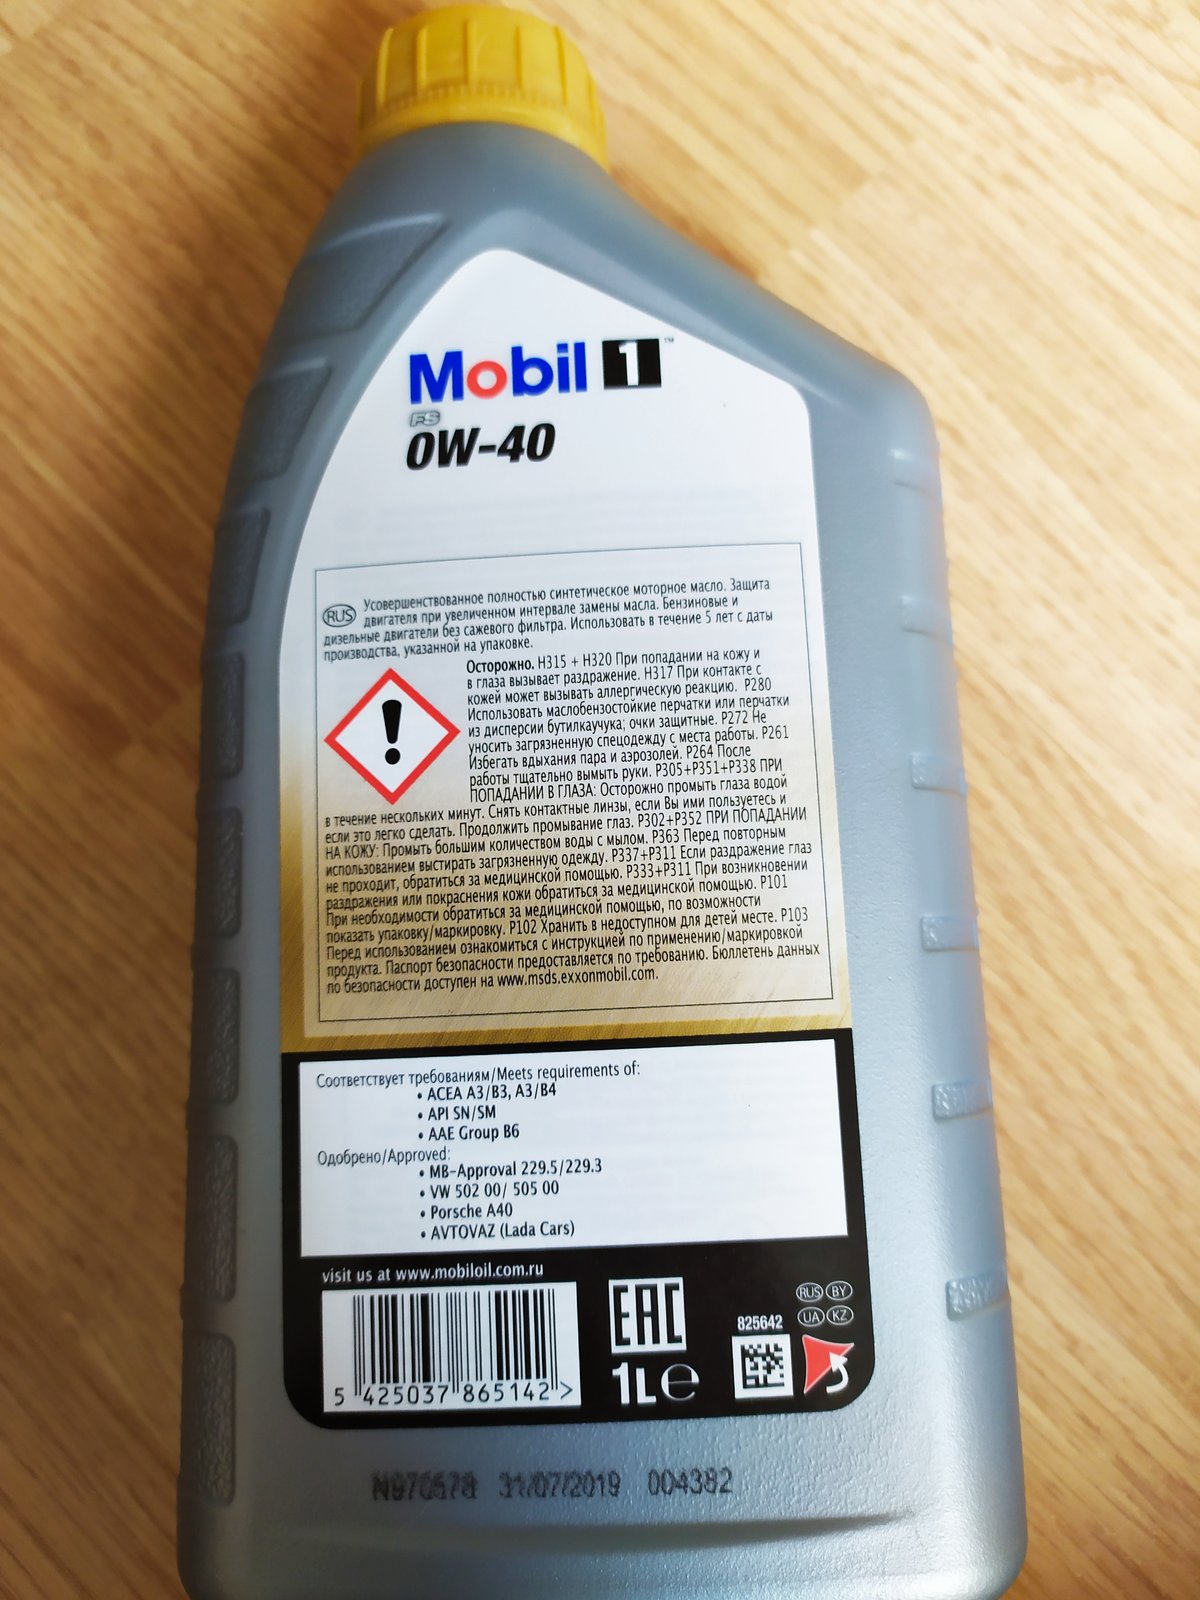 Mobil 1™
FS
0W-40
RUS
Усовершенствованное полностью синтетическое моторное масло. Защита
двигателя при увеличенном интервале замены масла. Бензиновые и
дизельные двигатели без сажевого фильтра. Использовать в течение 5 лет с даты
производства, указанной на упаковке.
Осторожно. H315 + H320 При попадании на кожу и
в глаза вызывает раздражение. H317 При контакте с
кожей может вызывать аллергическую реакцию. P280
Использовать маслобензостойкие перчатки или перчатки
из дисперсии бутилкаучука; очки защитные. P272 Не
уносить загрязненную спецодежду с места работы. P261
Избегать вдыхания пара и аэрозолей. P264 После
работы тщательно вымыть руки. P305+P351+P338 ПРИ
ПОПАДАНИИ В ГЛАЗА: Осторожно промыть глаза водой
в течение нескольких минут. Снять контактные линзы, если Вы ими пользуетесь и
если это легко сделать. Продолжить промывание глаз. P302+P352 ПРИ ПОПАДАНИИ
НА КОЖУ: Промыть большим количеством воды с мылом. P363 Перед повторным
использованием выстирать загрязненную одежду. P337+P311 Если раздражение глаз
не проходит, обратиться за медицинской помощью. P333+P311 При возникновении
раздражения или покраснения кожи обратиться за медицинской помощью. P101
При необходимости обратиться за медицинской помощью, по возможности
показать упаковку/маркировку. P102 Хранить в недоступном для детей месте. P103
Перед использованием ознакомиться с инструкцией по применению/маркировкой
продукта. Паспорт безопасности предоставляется по требованию. Бюллетень данных
по безопасности доступен на www.msds.exxonmobil.com.
Соответствует требованиям/Meets requirements of:
• ACEA A3/B3, A3/B4
• API SN/SM
• AAE Group B6
Одобрено/Approved:
• MB-Approval 229.5/229.3
• VW 502 00/ 505 00
• Porsche A40
• AVTOVAZ (Lada Cars)
visit us at www.mobiloil.com.ru
5 425037 865142 >
EAC
1L e
825642
RUS BY
UA KZ
N970578 31/07/2019 004382